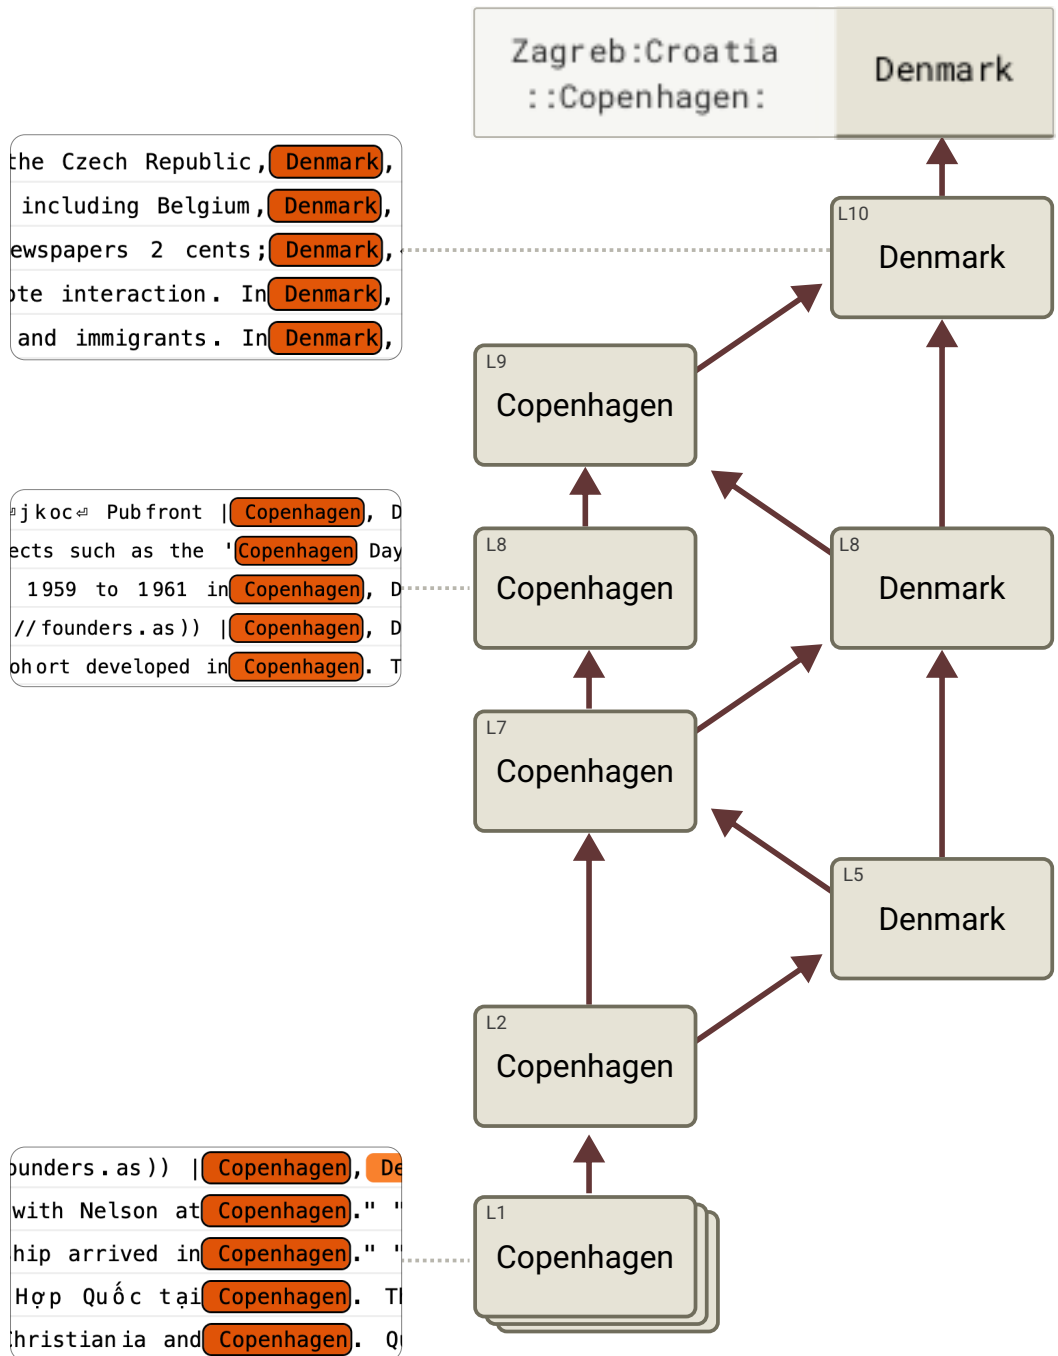 Zagreb:Croatia
::Copenhagen:
Denmark
the Czech Republic, Denmark,
including Belgium, Denmark,
ewspapers 2 cents; Denmark,
ote interaction. In Denmark,
and immigrants. In Denmark,
L10
Denmark
L9
Copenhagen
⏎jkoc⏎ Pubfront | Copenhagen, D
ects such as the 'Copenhagen Day
1959 to 1961 in Copenhagen, D
//founders.as)) | Copenhagen, D
ohort developed in Copenhagen. T
L8
Copenhagen
L8
Denmark
L7
Copenhagen
L5
Denmark
L2
Copenhagen
ounders.as)) | Copenhagen, De
with Nelson at Copenhagen." "
hip arrived in Copenhagen." "
Hợp Quốc tại Copenhagen. Th
Christiania and Copenhagen. Qu
L1
Copenhagen